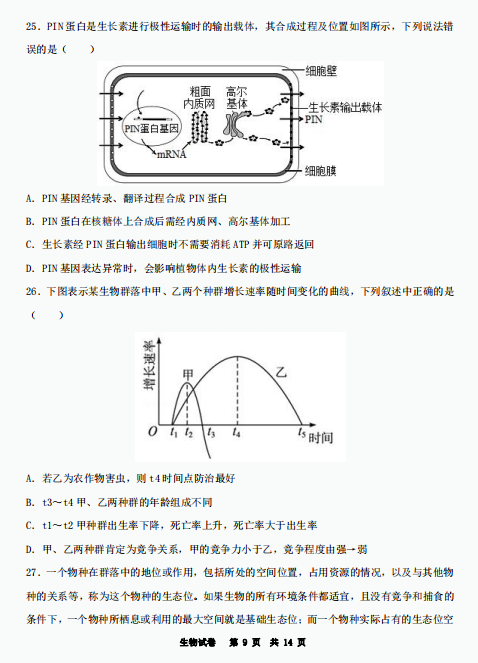 25．PIN蛋白是生长素进行极性运输时的输出载体，其合成过程及位置如图所示，下列说法错
误的是（　　）
细胞壁
粗面
内质网
高尔
基体
生长素输出载体
PIN
PIN蛋白基因
mRNA
细胞膜
A．PIN基因经转录、翻译过程合成PIN蛋白
B．PIN蛋白在核糖体上合成后需经内质网、高尔基体加工
C．生长素经PIN蛋白输出细胞时不需要消耗ATP并可原路返回
D．PIN基因表达异常时，会影响植物体内生长素的极性运输
26．下图表示某生物群落中甲、乙两个种群增长速率随时间变化的曲线，下列叙述中正确的是
（　　）
增长速率
甲
乙
O t1 t2 t3 t4 t5 时间
A．若乙为农作物害虫，则t4时间点防治最好
B．t3～t4甲、乙两种群的年龄组成不同
C．t1～t2甲种群出生率下降，死亡率上升，死亡率大于出生率
D．甲、乙两种群肯定为竞争关系，甲的竞争力小于乙，竞争程度由强→弱
27．一个物种在群落中的地位或作用，包括所处的空间位置，占用资源的情况，以及与其他物
种的关系等，称为这个物种的生态位。如果生物的所有环境条件都适宜，且没有竞争和捕食的
条件下，一个物种所栖息或利用的最大空间就是基础生态位；而一个物种实际占有的生态位空
生物试卷　第 9 页　共 14 页